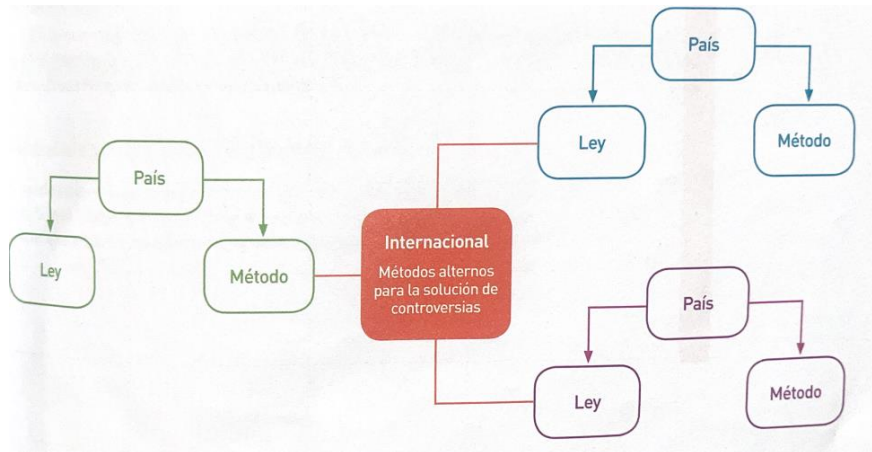 País
Ley
Método
País
Ley
Método
Internacional
Métodos alternos
para la solución de
controversias
País
Ley
Método